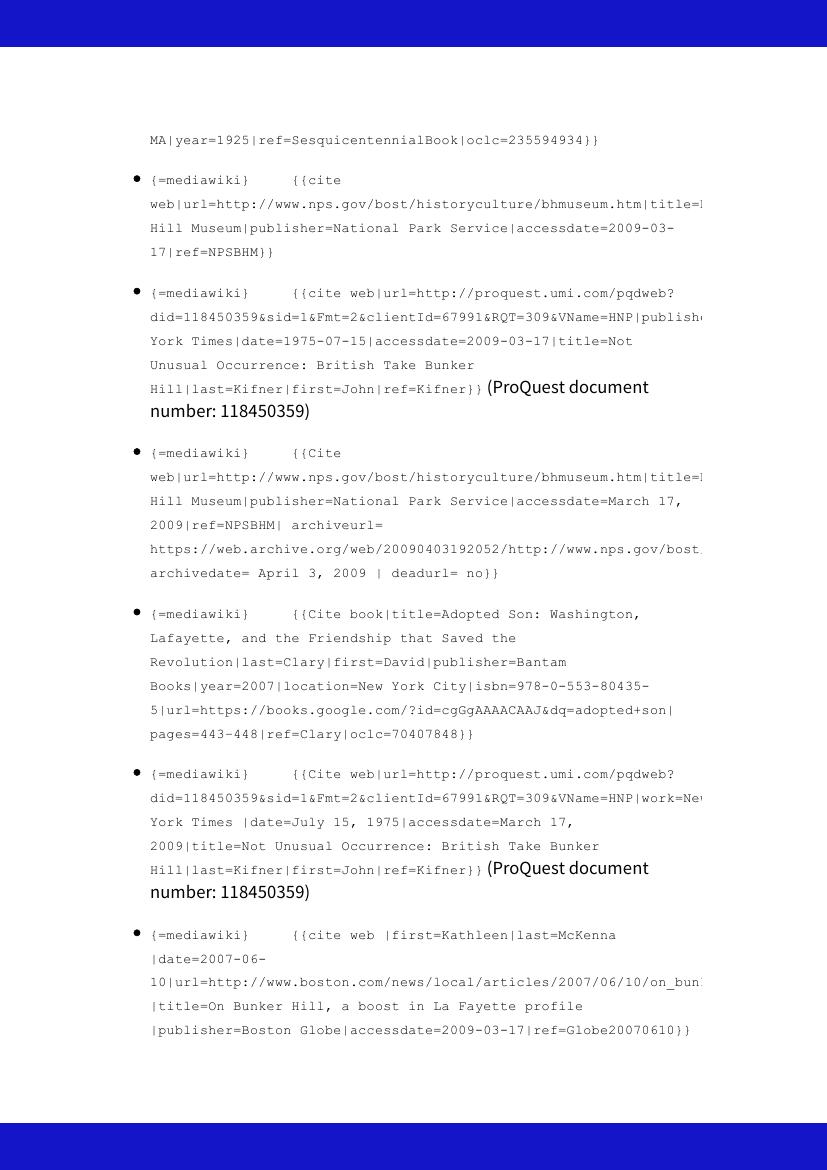 MA|year=1925|ref=SesquicentennialBook|oclc=235594934}}
• {=mediawiki} {{cite
web|url=http://www.nps.gov/bost/historyculture/bhmuseum.htm|title=
Hill Museum|publisher=National Park Service|accessdate=2009-03-
17|ref=NPSBHM}}
• {=mediawiki} {{cite web|url=http://proquest.umi.com/pqdweb?
did=118450359&sid=1&Fmt=2&clientId=67991&RQT=309&VName=HNP|publish
York Times|date=1975-07-15|accessdate=2009-03-17|title=Not
Unusual Occurrence: British Take Bunker
Hill|last=Kifner|first=John|ref=Kifner}} (ProQuest document
number: 118450359)
• {=mediawiki} {{Cite
web|url=http://www.nps.gov/bost/historyculture/bhmuseum.htm|title=
Hill Museum|publisher=National Park Service|accessdate=March 17,
2009|ref=NPSBHM| archiveurl=
https://web.archive.org/web/20090403192052/http://www.nps.gov/bost
archivedate= April 3, 2009 | deadurl= no}}
• {=mediawiki} {{Cite book|title=Adopted Son: Washington,
Lafayette, and the Friendship that Saved the
Revolution|last=Clary|first=David|publisher=Bantam
Books|year=2007|location=New York City|isbn=978-0-553-80435-
5|url=https://books.google.com/?id=cgGgAAAACAAJ&dq=adopted+son|
pages=443–448|ref=Clary|oclc=70407848}}
• {=mediawiki} {{Cite web|url=http://proquest.umi.com/pqdweb?
did=118450359&sid=1&Fmt=2&clientId=67991&RQT=309&VName=HNP|work=Ne
York Times |date=July 15, 1975|accessdate=March 17,
2009|title=Not Unusual Occurrence: British Take Bunker
Hill|last=Kifner|first=John|ref=Kifner}} (ProQuest document
number: 118450359)
• {=mediawiki} {{cite web |first=Kathleen|last=McKenna
|date=2007-06-
10|url=http://www.boston.com/news/local/articles/2007/06/10/on_bun
|title=On Bunker Hill, a boost in La Fayette profile
|publisher=Boston Globe|accessdate=2009-03-17|ref=Globe20070610}}